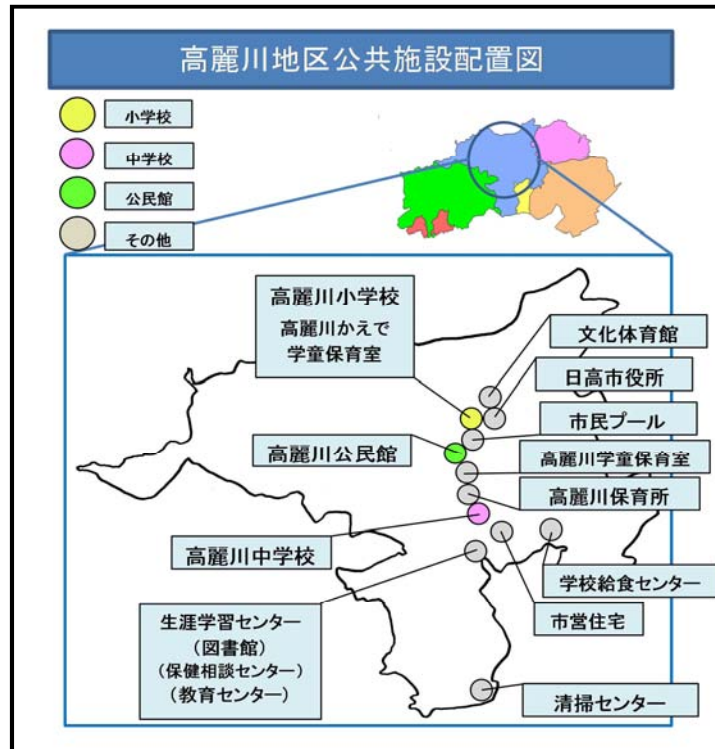 高麗川地区公共施設配置図
小学校
中学校
公民館
その他
高麗川小学校
高麗川かえで
学童保育室
文化体育館
日高市役所
市民プール
高麗川公民館
高麗川学童保育室
高麗川保育所
高麗川中学校
学校給食センター
生涯学習センター
(図書館)
(保健相談センター)
(教育センター)
市営住宅
清掃センター